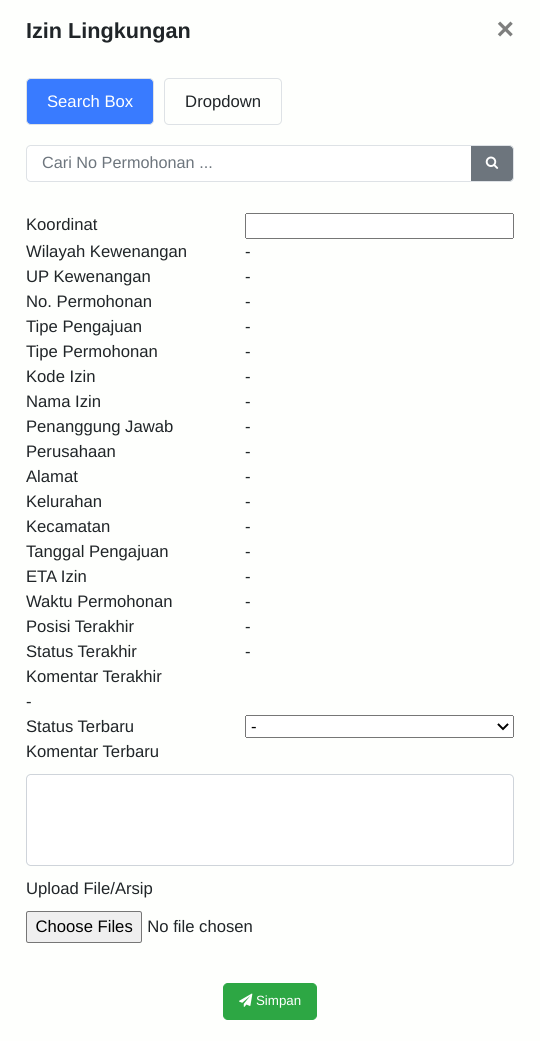 Izin Lingkungan ×
Search Box Dropdown
Cari No Permohonan ...
Koordinat
Wilayah Kewenangan -
UP Kewenangan -
No. Permohonan -
Tipe Pengajuan -
Tipe Permohonan -
Kode Izin -
Nama Izin -
Penanggung Jawab -
Perusahaan -
Alamat -
Kelurahan -
Kecamatan -
Tanggal Pengajuan -
ETA Izin -
Waktu Permohonan -
Posisi Terakhir -
Status Terakhir -
Komentar Terakhir
-
Status Terbaru -
Komentar Terbaru
Upload File/Arsip
Choose Files No file chosen
Simpan